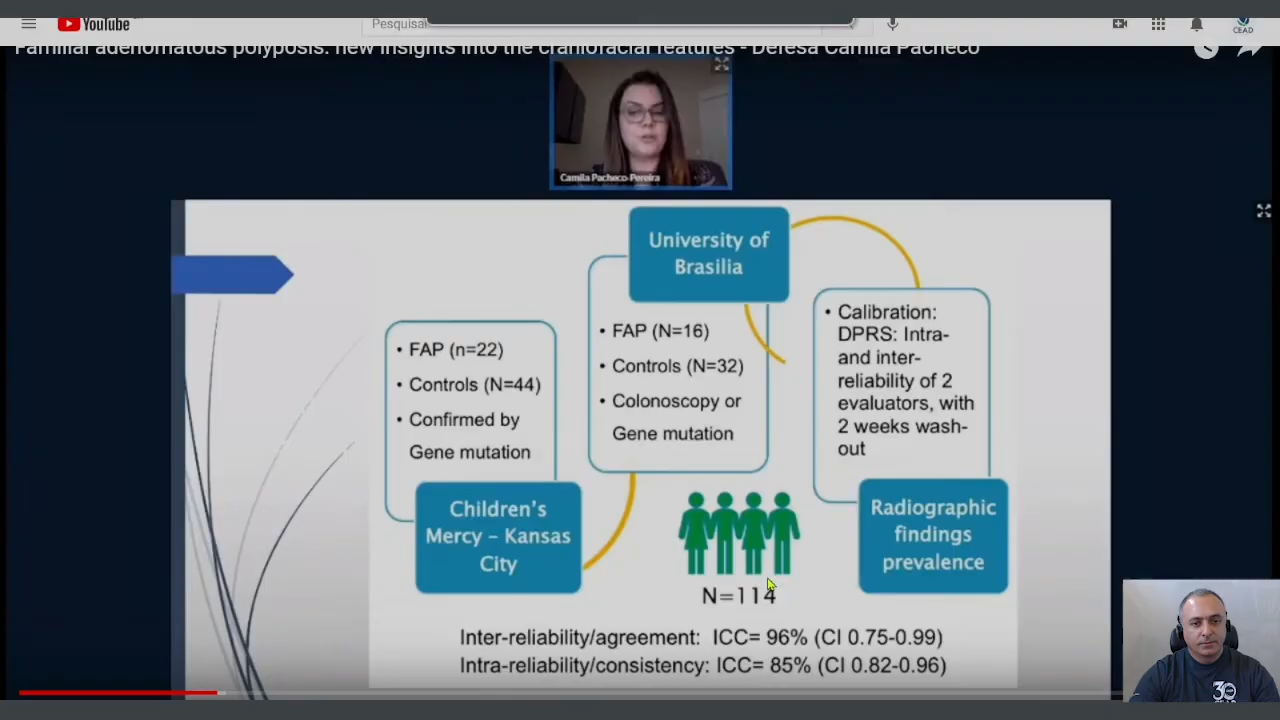 YouTube
Pesquisar
CEAD
Familial adenomatous polyposis: new insights into the craniofacial features - Deresa Camila Pacheco
Camila Pacheco-Pereira
University of
Brasilia
• FAP (n=22)
• Controls (N=44)
• Confirmed by
Gene mutation
Children's
Mercy – Kansas
City
• FAP (N=16)
• Controls (N=32)
• Colonoscopy or
Gene mutation
• Calibration:
DPRS: Intra-
and inter-
reliability of 2
evaluators, with
2 weeks wash-
out
Radiographic
findings
prevalence
N=114
Inter-reliability/agreement: ICC= 96% (CI 0.75-0.99)
Intra-reliability/consistency: ICC= 85% (CI 0.82-0.96)
30